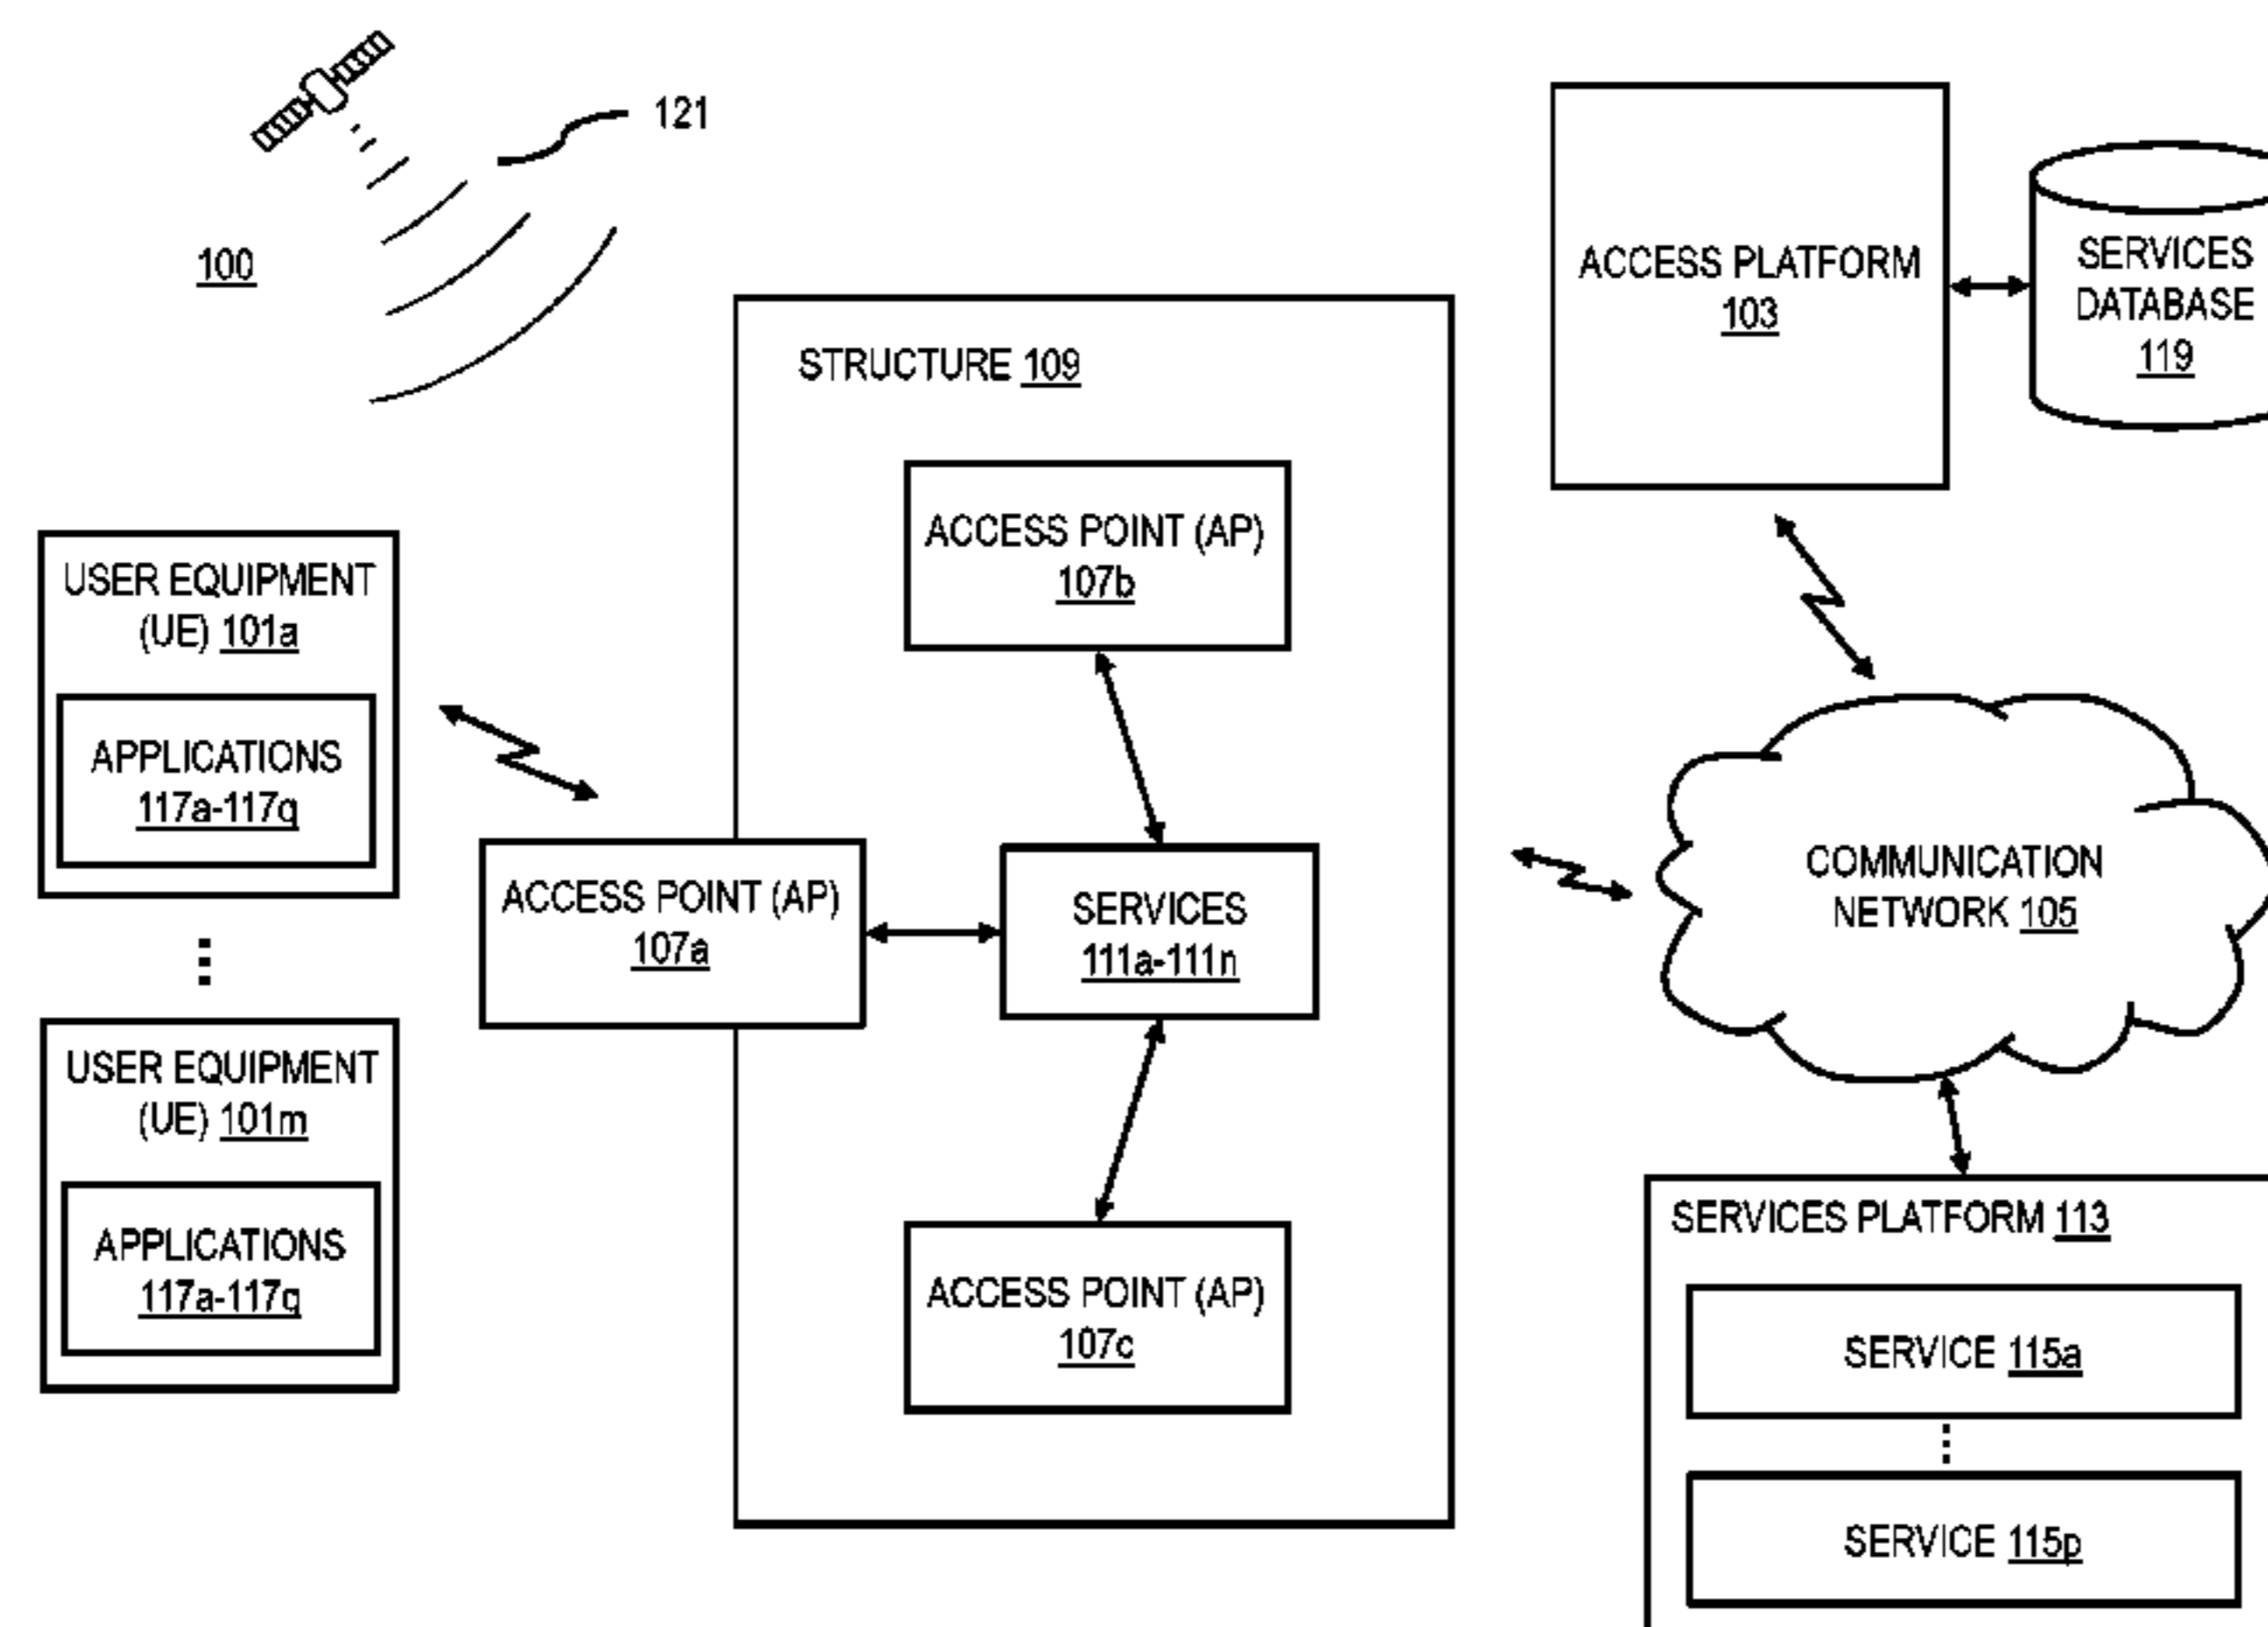 121
100
ACCESS PLATFORM
103
SERVICES
DATABASE
119
STRUCTURE 109
ACCESS POINT (AP)
107b
USER EQUIPMENT
(UE) 101a
APPLICATIONS
117a-117q
ACCESS POINT (AP)
107a
SERVICES
111a-111n
COMMUNICATION
NETWORK 105
USER EQUIPMENT
(UE) 101m
APPLICATIONS
117a-117q
ACCESS POINT (AP)
107c
SERVICES PLATFORM 113
SERVICE 115a
SERVICE 115p